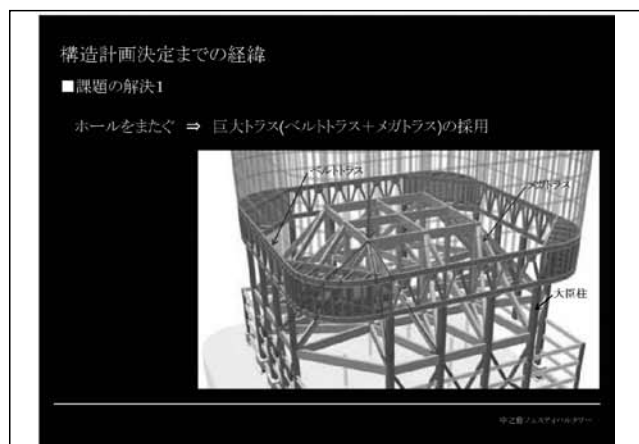 構造計画決定までの経緯
■課題の解決1
ホールをまたぐ ⇒ 巨大トラス(ベルトトラス＋メガトラス)の採用
ベルトトラス
メガトラス
大臣柱
中之島フェスティバルタワー